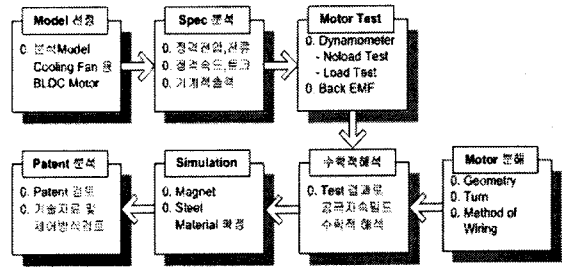 Model 선정
0. 분석Model
Cooling Fan 용
BLDC Motor
Spec 분석
0. 정격전압,전류
0. 정격속도,토크
0. 기계적출력
Motor Test
0. Dynamometer
- Noload Test
- Load Test
0. Back EMF
Patent 분석
0. Patent 검토
0. 기술자료 및
제어방식검토
Simulation
0. Magnet
0. Steel
Material 확정
수학적해석
0. Test 결과로
공극자속밀도
수학적 해석
Motor 분해
0. Geometry
0. Turn
0. Method of
Wiring